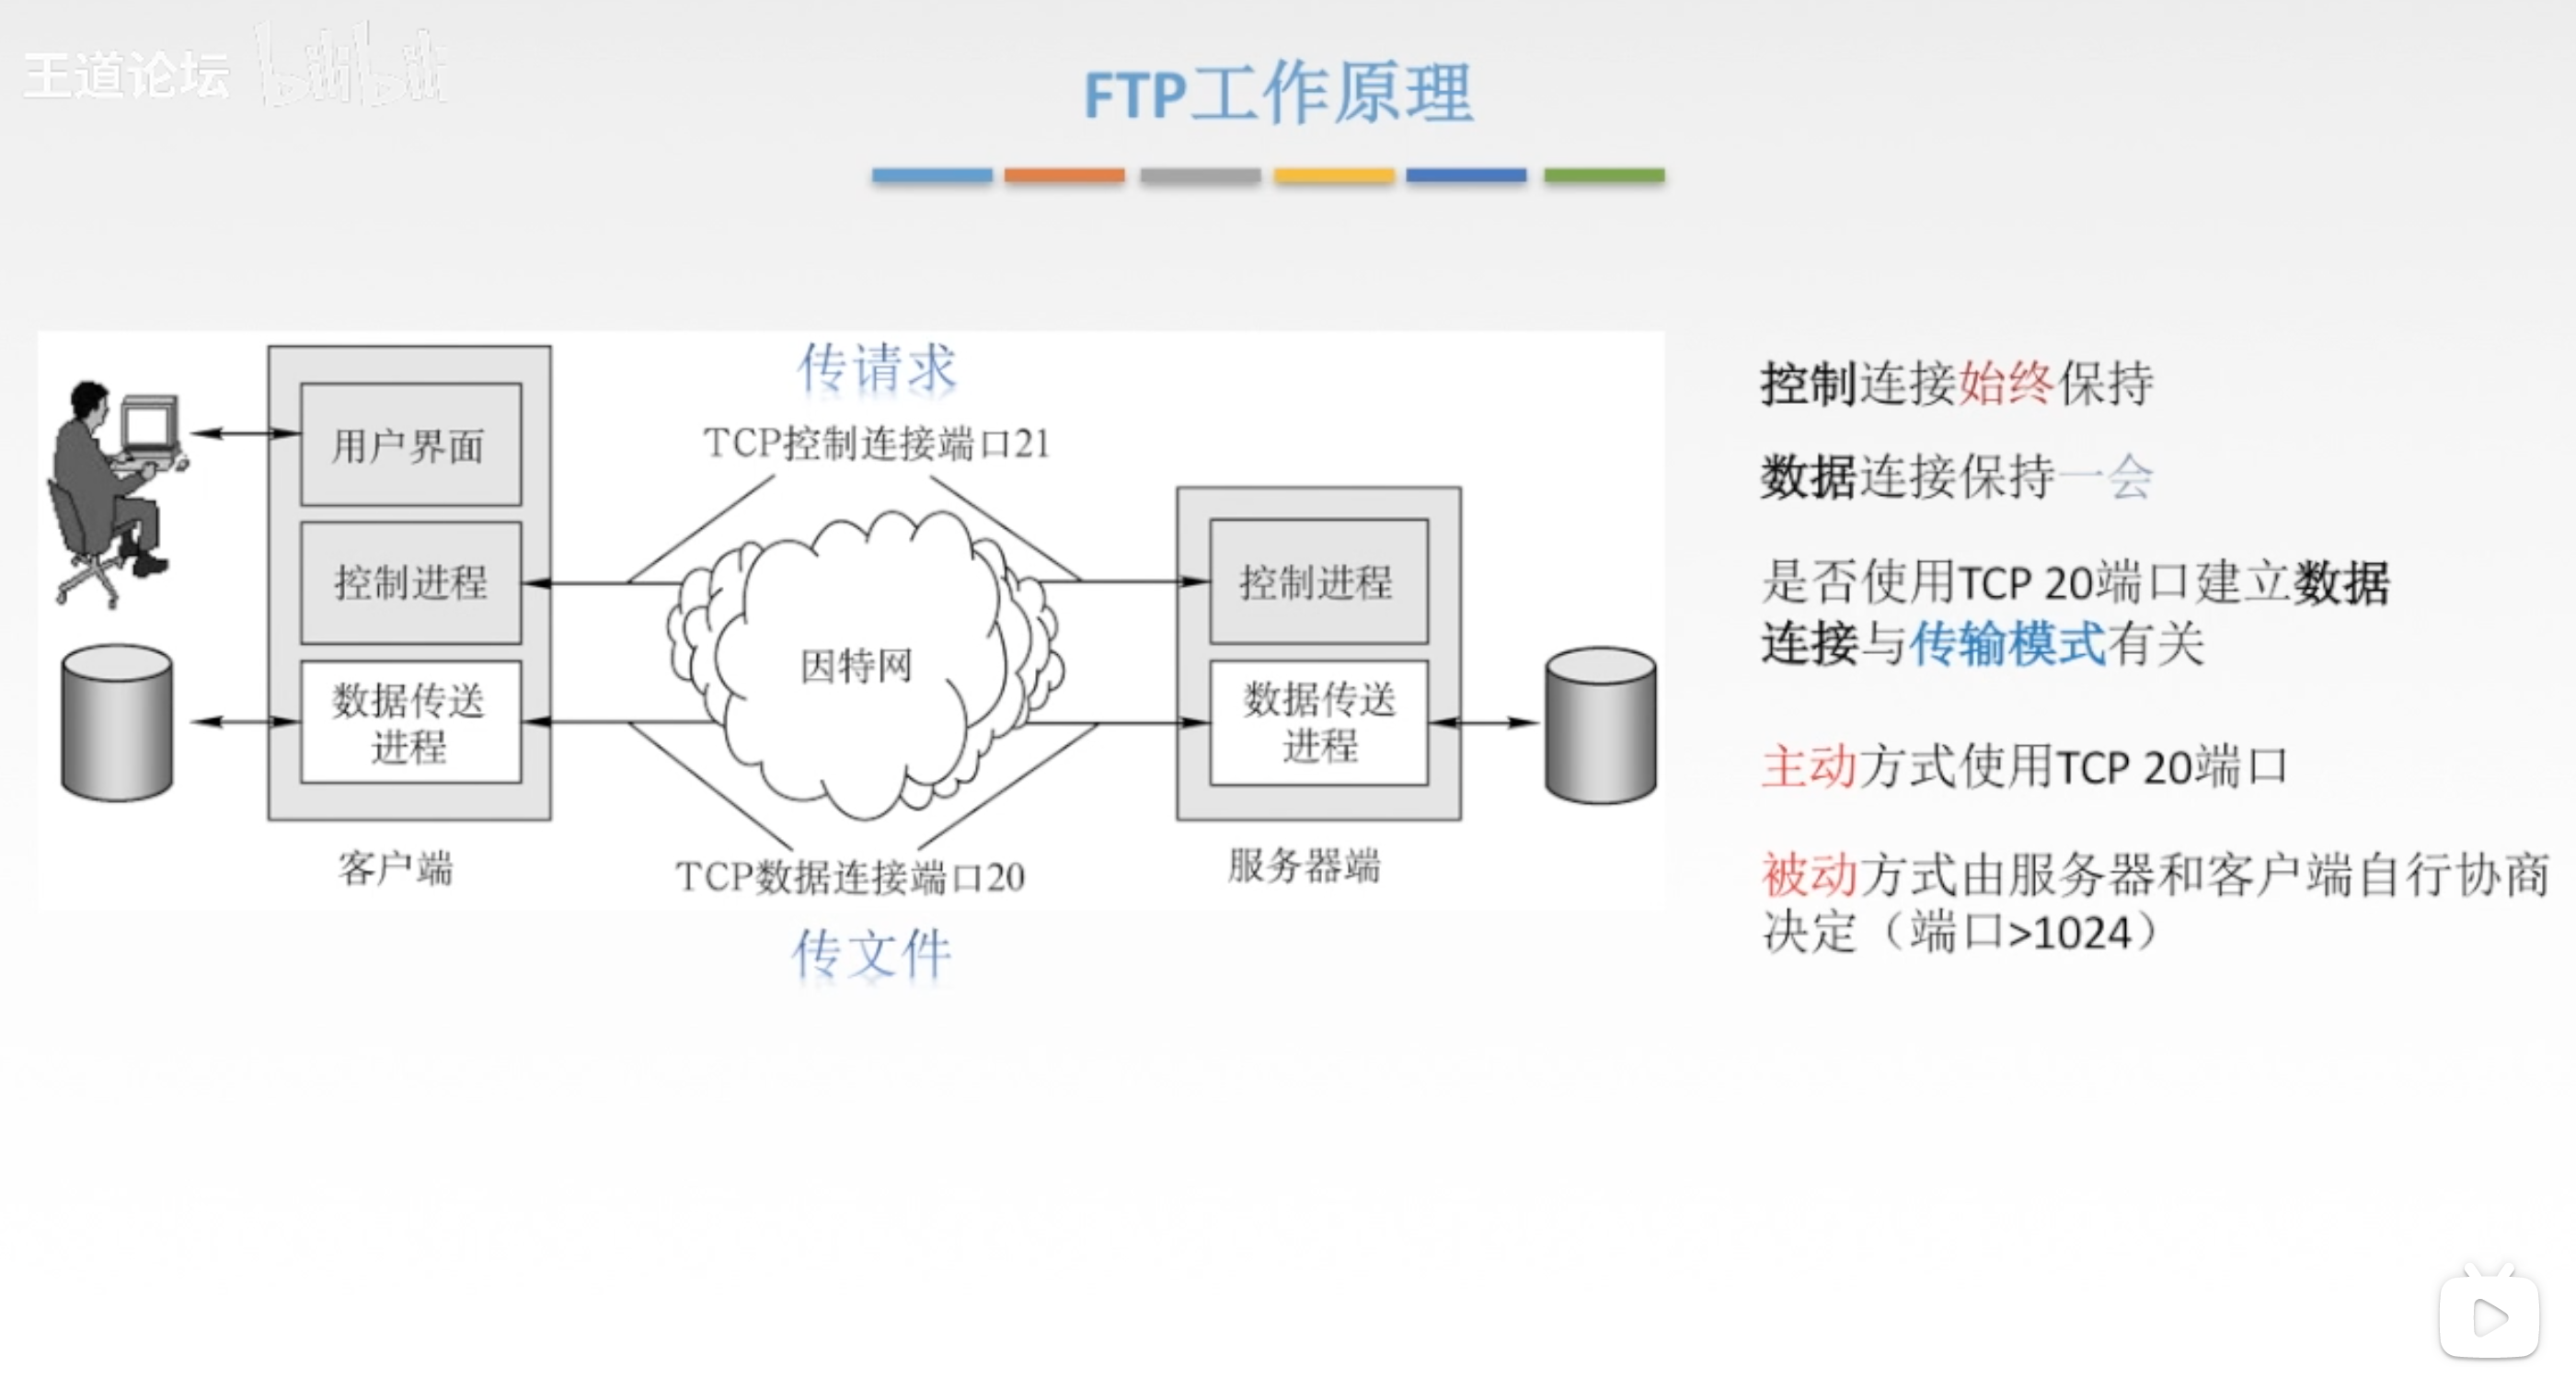 王道论坛 bilibili
FTP工作原理
传请求
TCP控制连接端口21
用户界面
控制进程
数据传送
进程
因特网
控制进程
数据传送
进程
客户端
服务器端
TCP数据连接端口20
传文件
控制连接始终保持
数据连接保持一会
是否使用TCP 20端口建立数据
连接与传输模式有关
主动方式使用TCP 20端口
被动方式由服务器和客户端自行协商
决定（端口>1024）